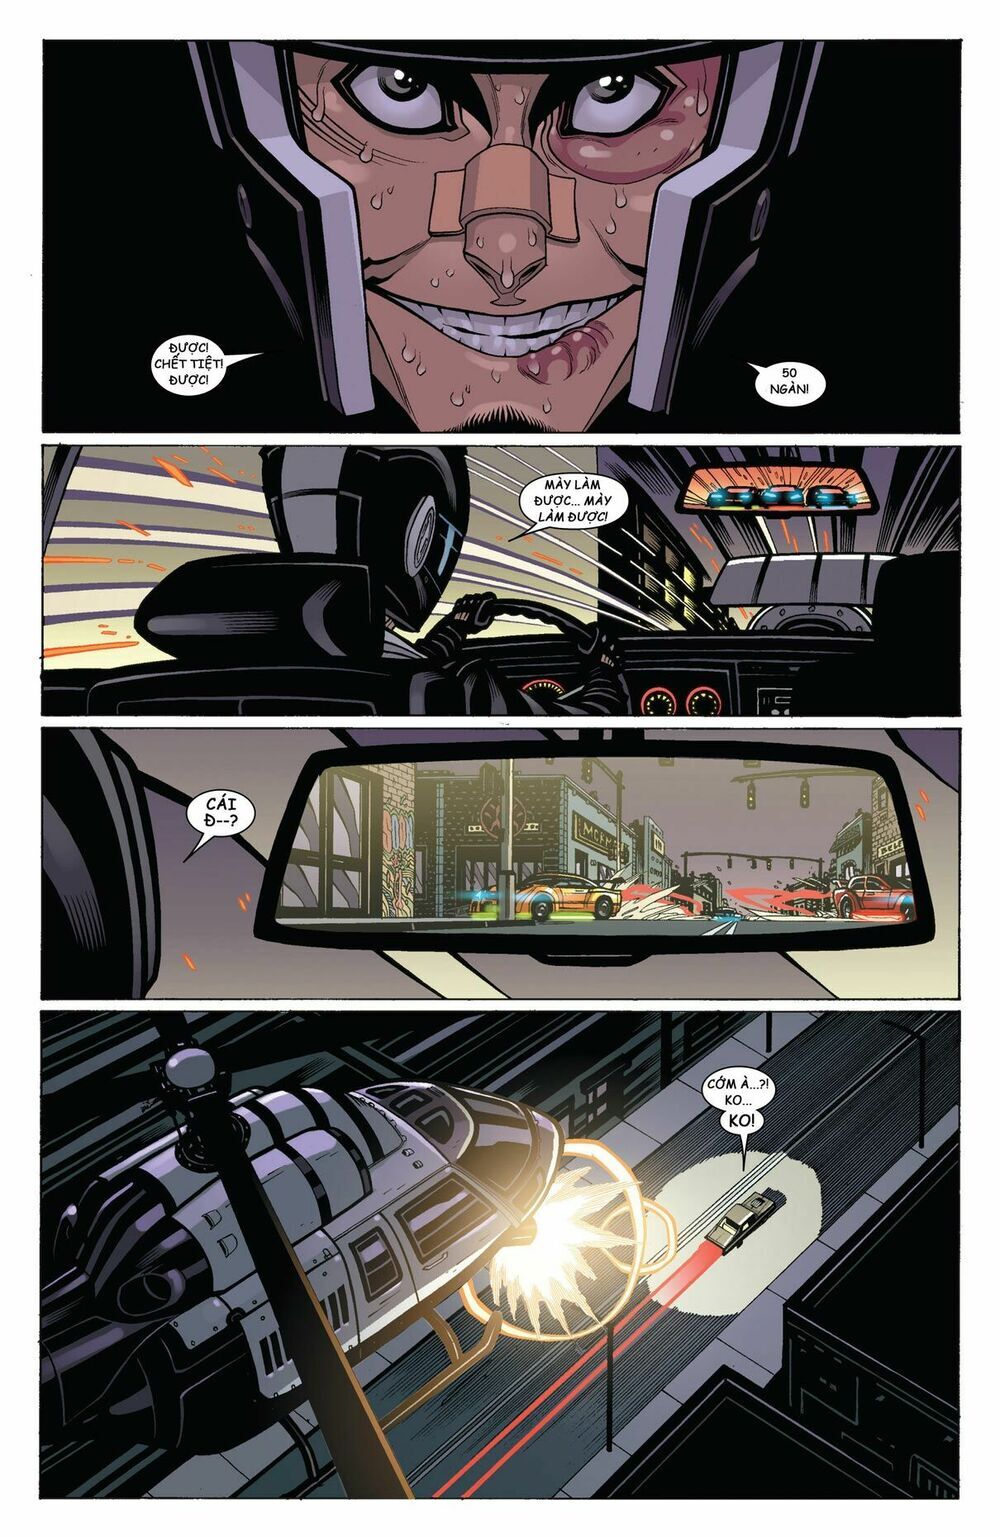 ĐƯỢC!
CHẾT TIỆT!
ĐƯỢC!
50
NGÀN!
MÀY LÀM
ĐƯỢC... MÀY
LÀM ĐƯỢC!
CÁI
Đ--?
CỚM À...?!
KO...
KO!